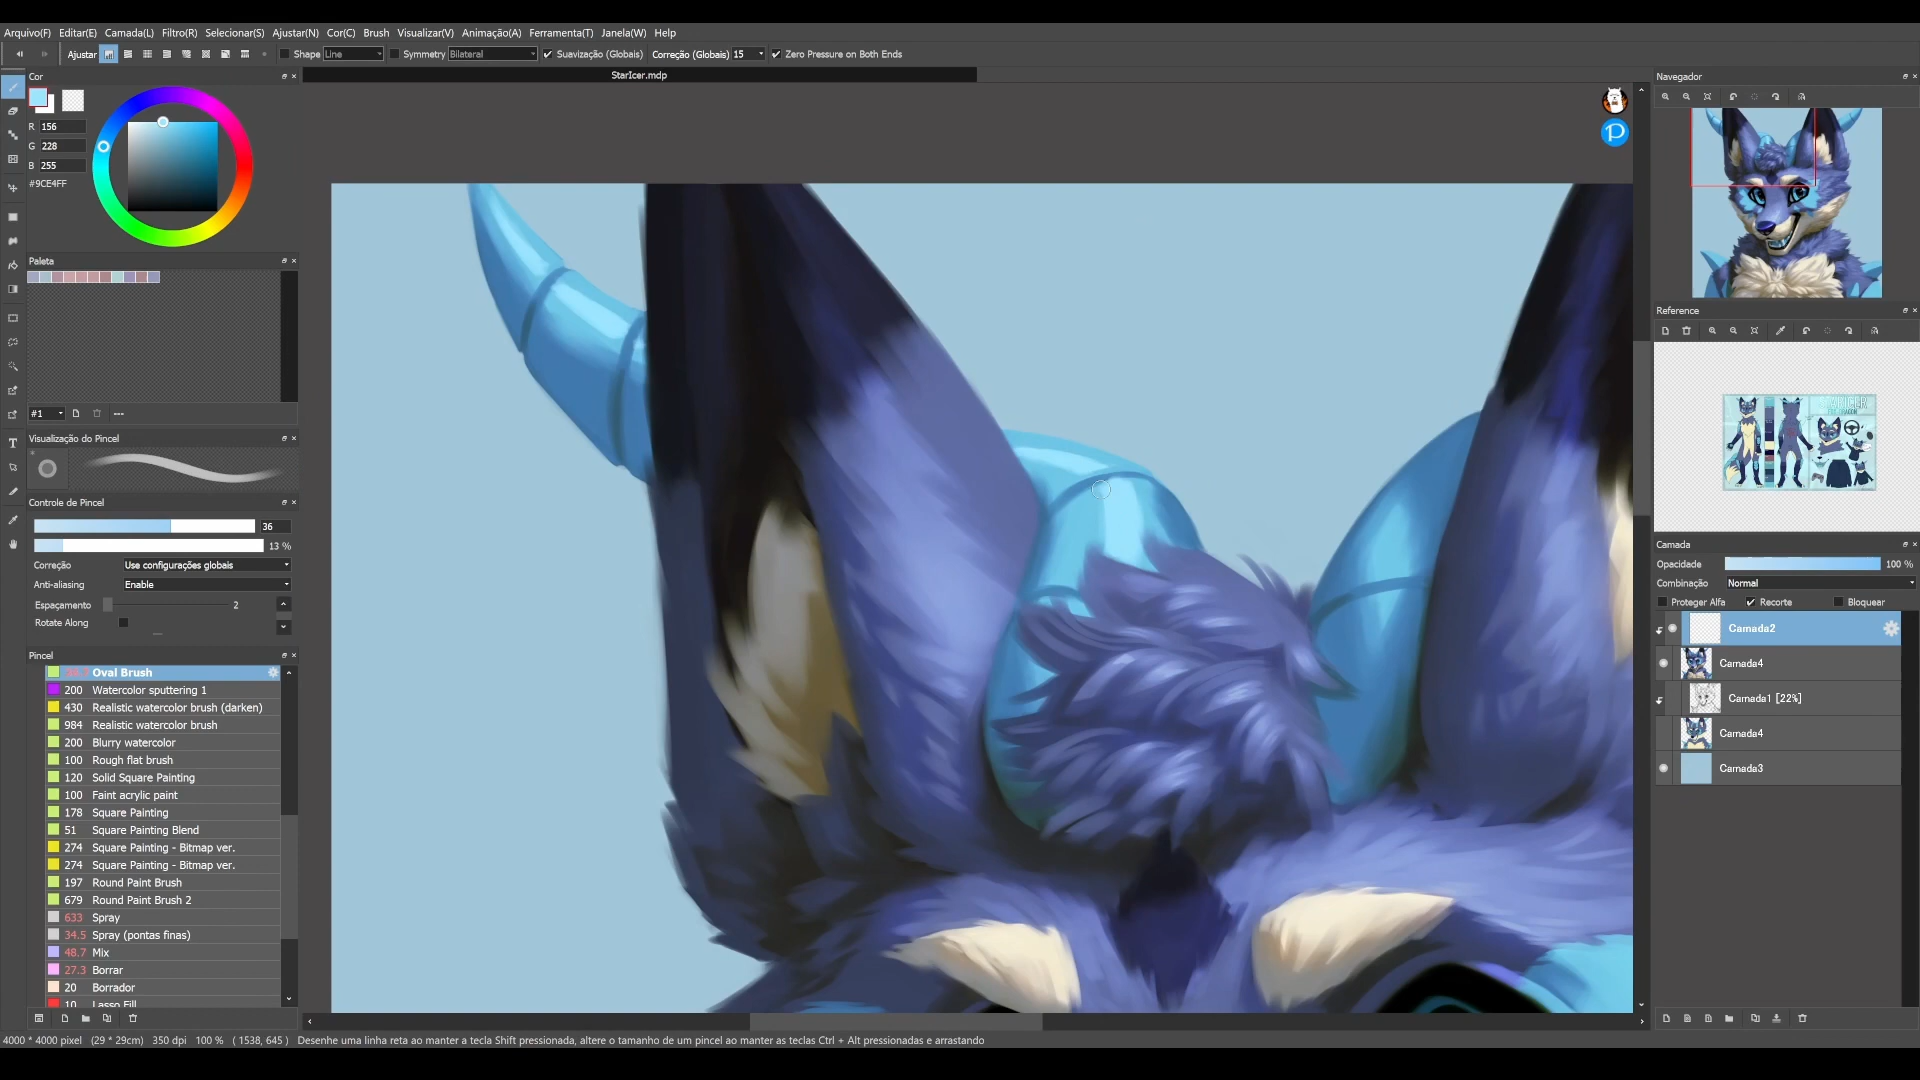 Arquivo(F) Editar(E) Camada(L) Filtro(R) Selecionar(S) Ajustar(N) Cor(C) Brush Visualizar(V) Animação(A) Ferramenta(T) Janela(W) Help
Ajustar Shape Line Symmetry Bilateral Suavização (Globais) Correção (Globais) 15 Zero Pressure on Both Ends
Cor
StarIcer.mdp
R 156
G 228
B 255
#9CE4FF
Paleta
#1 ---
Visualização do Pincel
Controle de Pincel
36
13 %
Correção Use configurações globais
Anti-aliasing Enable
Espaçamento 2
Rotate Along
Pincel
Oval Brush
200 Watercolor sputtering 1
430 Realistic watercolor brush (darken)
984 Realistic watercolor brush
200 Blurry watercolor
100 Rough flat brush
120 Solid Square Painting
100 Faint acrylic paint
178 Square Painting
51 Square Painting Blend
274 Square Painting - Bitmap ver.
274 Square Painting - Bitmap ver.
197 Round Paint Brush
679 Round Paint Brush 2
633 Spray
34.5 Spray (pontas finas)
48.7 Mix
27.3 Borrar
20 Borrador
10 Lasso Fill
Navegador
Reference
Camada
Opacidade 100 %
Combinação Normal
Proteger Alfa Recorte Bloquear
Camada2
Camada4
Camada1 [22%]
Camada4
Camada3
4000 * 4000 pixel (29 * 29cm) 350 dpi 100 % ( 1538, 645 ) Desenhe uma linha reta ao manter a tecla Shift pressionada, altere o tamanho de um pincel ao manter as teclas Ctrl + Alt pressionadas e arrastando